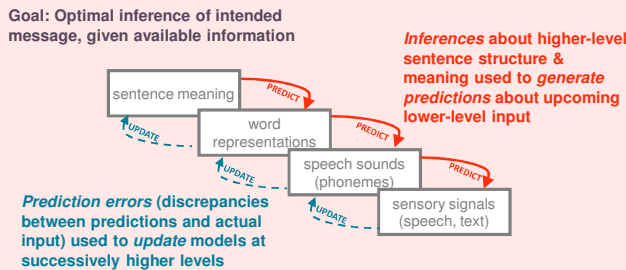 Goal: Optimal inference of intended
message, given available information
Inferences about higher-level
sentence structure &
meaning used to generate
predictions about upcoming
lower-level input
sentence meaning
PREDICT
UPDATE
word
representations
PREDICT
UPDATE
speech sounds
(phonemes)
PREDICT
UPDATE
sensory signals
(speech, text)
Prediction errors (discrepancies
between predictions and actual
input) used to update models at
successively higher levels